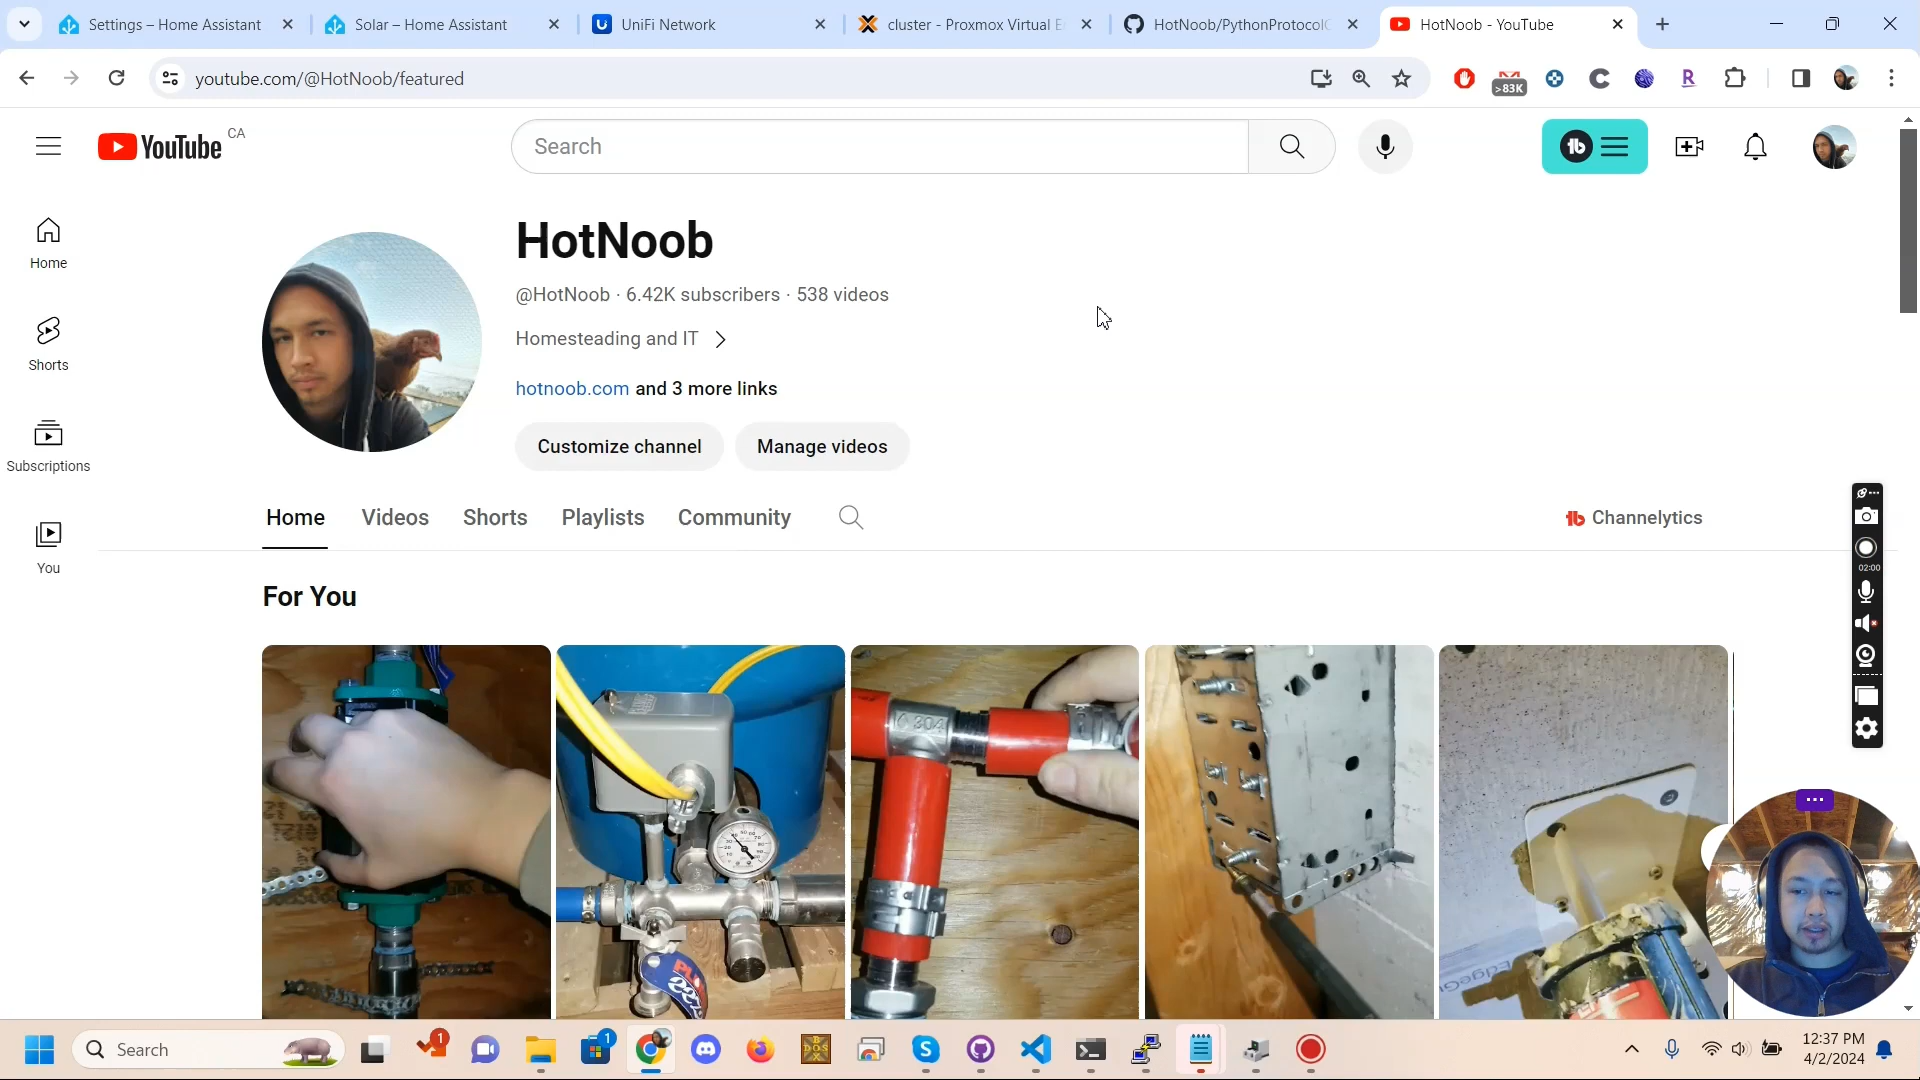 Settings – Home Assistant
Solar – Home Assistant
UniFi Network
cluster - Proxmox Virtual E
HotNoob/PythonProtocol
HotNoob - YouTube
youtube.com/@HotNoob/featured
>83K
YouTube CA
Search
Home
Shorts
Subscriptions
You
HotNoob
@HotNoob · 6.42K subscribers · 538 videos
Homesteading and IT
hotnoob.com and 3 more links
Customize channel
Manage videos
Home
Videos
Shorts
Playlists
Community
Channelytics
For You
304
02:00
Search
1
1
12:37 PM
4/2/2024